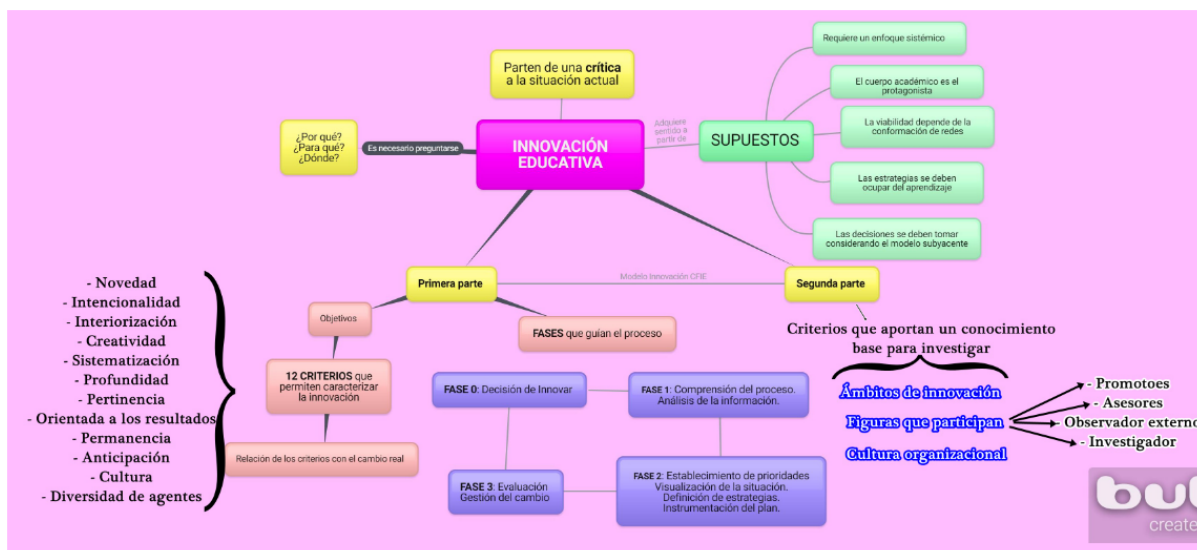 Parten de una crítica
a la situación actual
¿Por qué?
¿Para qué?
¿Dónde?
Es necesario preguntarse
INNOVACIÓN
EDUCATIVA
Adquiere
sentido a
partir de
SUPUESTOS
Requiere un enfoque sistémico
El cuerpo académico es el
protagonista
La viabilidad depende de la
conformación de redes
Las estrategias se deben
ocupar del aprendizaje
Las decisiones se deben tomar
considerando el modelo subyacente
Primera parte
Modelo Innovación CFIE
Segunda parte
Objetivos
FASES que guían el proceso
12 CRITERIOS que
permiten caracterizar
la innovación
Relación de los criterios con el cambio real
- Novedad
- Intencionalidad
- Interiorización
- Creatividad
- Sistematización
- Profundidad
- Pertinencia
- Orientada a los resultados
- Permanencia
- Anticipación
- Cultura
- Diversidad de agentes
FASE 0: Decisión de Innovar
FASE 1: Comprensión del proceso.
Análisis de la información.
FASE 2: Establecimiento de prioridades
Visualización de la situación.
Definición de estrategias.
Instrumentación del plan.
FASE 3: Evaluación
Gestión del cambio
Criterios que aportan un conocimiento
base para investigar
Ámbitos de innovación
Figuras que participan
Cultura organizacional
- Promotoes
- Asesores
- Observador externo
- Investigador
create